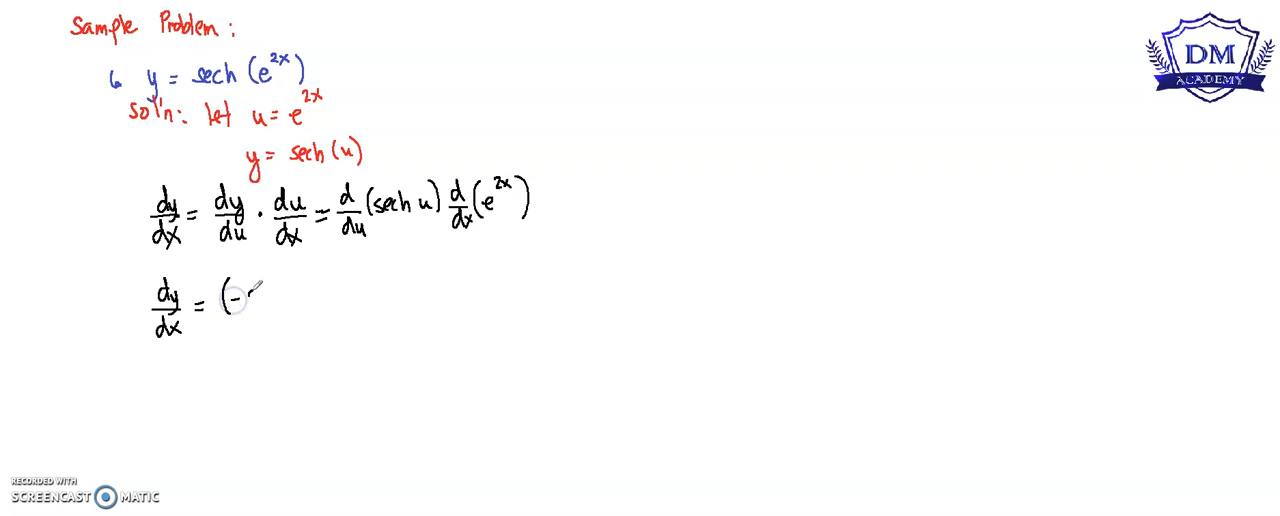 Sample Problem:
6. y = sech (e^{2x})
Sol'n: Let u = e^{2x}
y = sech (u)
dy/dx = dy/du · du/dx = d/du (sech u) d/dx (e^{2x})
dy/dx = (-
DM
ACADEMY
RECORDED WITH
SCREENCAST MATIC